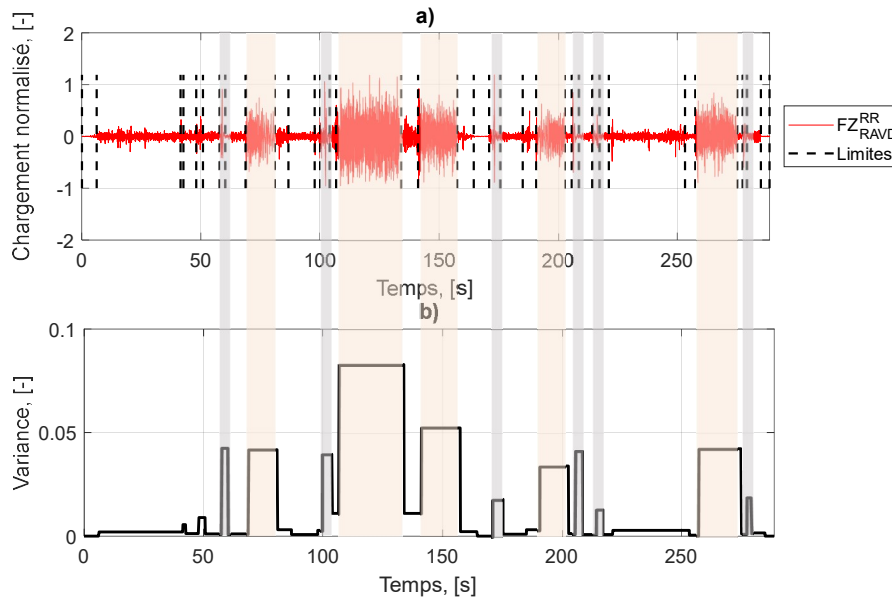 a)
Chargement normalisé, [-]
2
1
0
-1
-2
0
50
100
150
200
250
Temps, [s]
FZ RR RAVD
Limites
b)
Variance, [-]
0.1
0.05
0
0
50
100
150
200
250
Temps, [s]